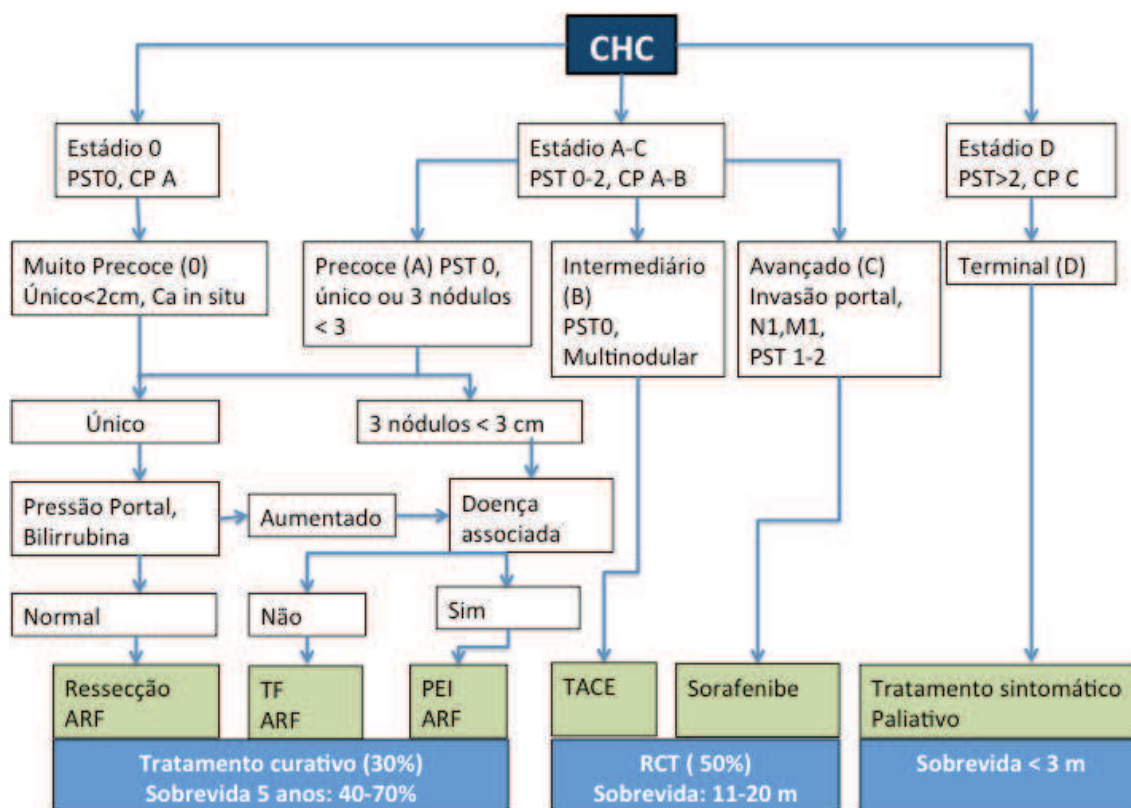 CHC
Estádio 0
PST0, CP A
Estádio A-C
PST 0-2, CP A-B
Estádio D
PST>2, CP C
Muito Precoce (0)
Único<2cm, Ca in situ
Precoce (A) PST 0,
único ou 3 nódulos
< 3
Intermediário
(B)
PST0,
Multinodular
Avançado (C)
Invasão portal,
N1,M1,
PST 1-2
Terminal (D)
Único
3 nódulos < 3 cm
Pressão Portal,
Bilirrubina
Aumentado
Doença
associada
Normal
Não
Sim
Ressecção
ARF
TF
ARF
PEI
ARF
TACE
Sorafenibe
Tratamento sintomático
Paliativo
Tratamento curativo (30%)
Sobrevida 5 anos: 40-70%
RCT ( 50%)
Sobrevida: 11-20 m
Sobrevida < 3 m